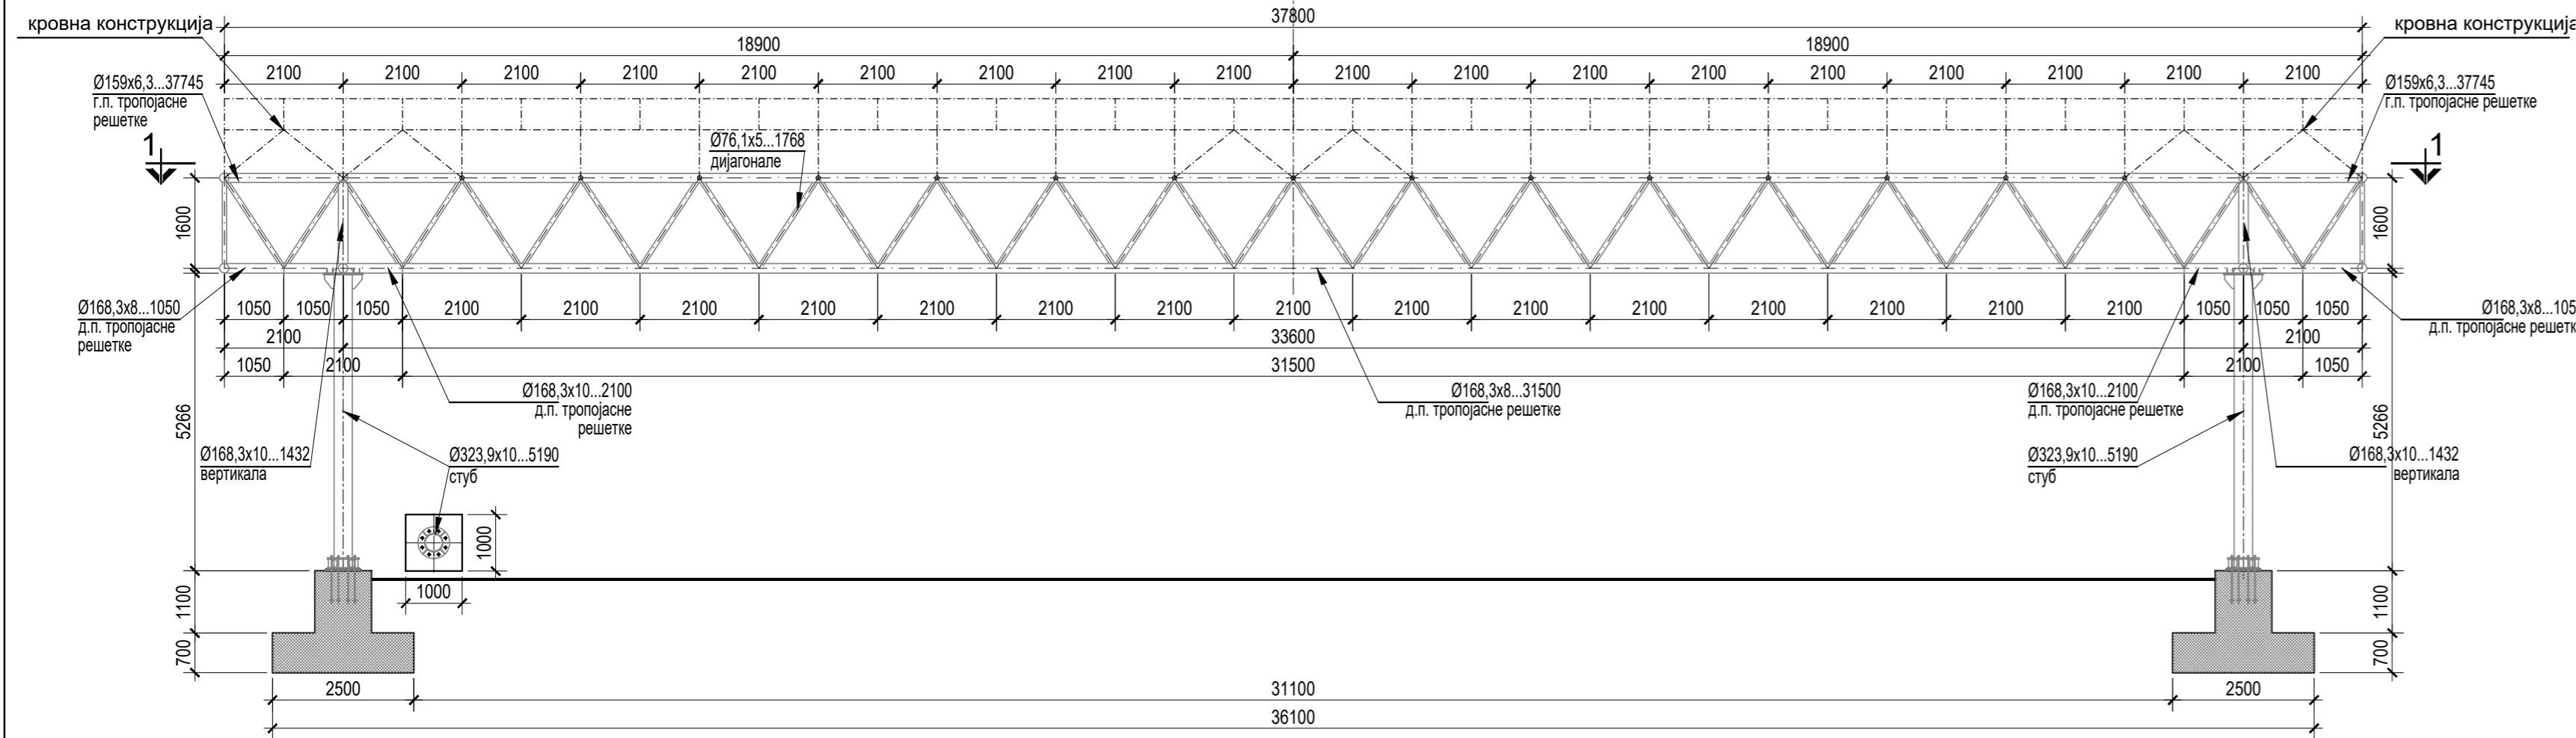 37800
кровна конструкција
кровна конструкција
18900
18900
2100 2100 2100 2100 2100 2100 2100 2100 2100 2100 2100 2100 2100 2100 2100 2100 2100 2100
Ø159x6,3...37745
г.п. тропојасне
решетке
Ø159x6,3...37745
г.п. тропојасне решетке
Ø76,1x5...1768
дијагонале
1
1
1600
1600
Ø168,3x8...1050
д.п. тропојасне
решетке
1050 1050 1050 2100 2100 2100 2100 2100 2100 2100 2100 2100 2100 2100 2100 2100 2100 2100 1050 1050 1050
Ø168,3x8...105
д.п. тропојасне решетк
2100 33600 2100
1050 2100 31500 2100 1050
Ø168,3x10...2100
д.п. тропојасне
решетке
Ø168,3x8...31500
д.п. тропојасне решетке
Ø168,3x10...2100
д.п. тропојасне решетке
5266
5266
Ø168,3x10...1432
вертикала
Ø323,9x10...5190
стуб
Ø323,9x10...5190
стуб
Ø168,3x10...1432
вертикала
1000
1000
1100
1100
700
700
2500 31100 2500
36100